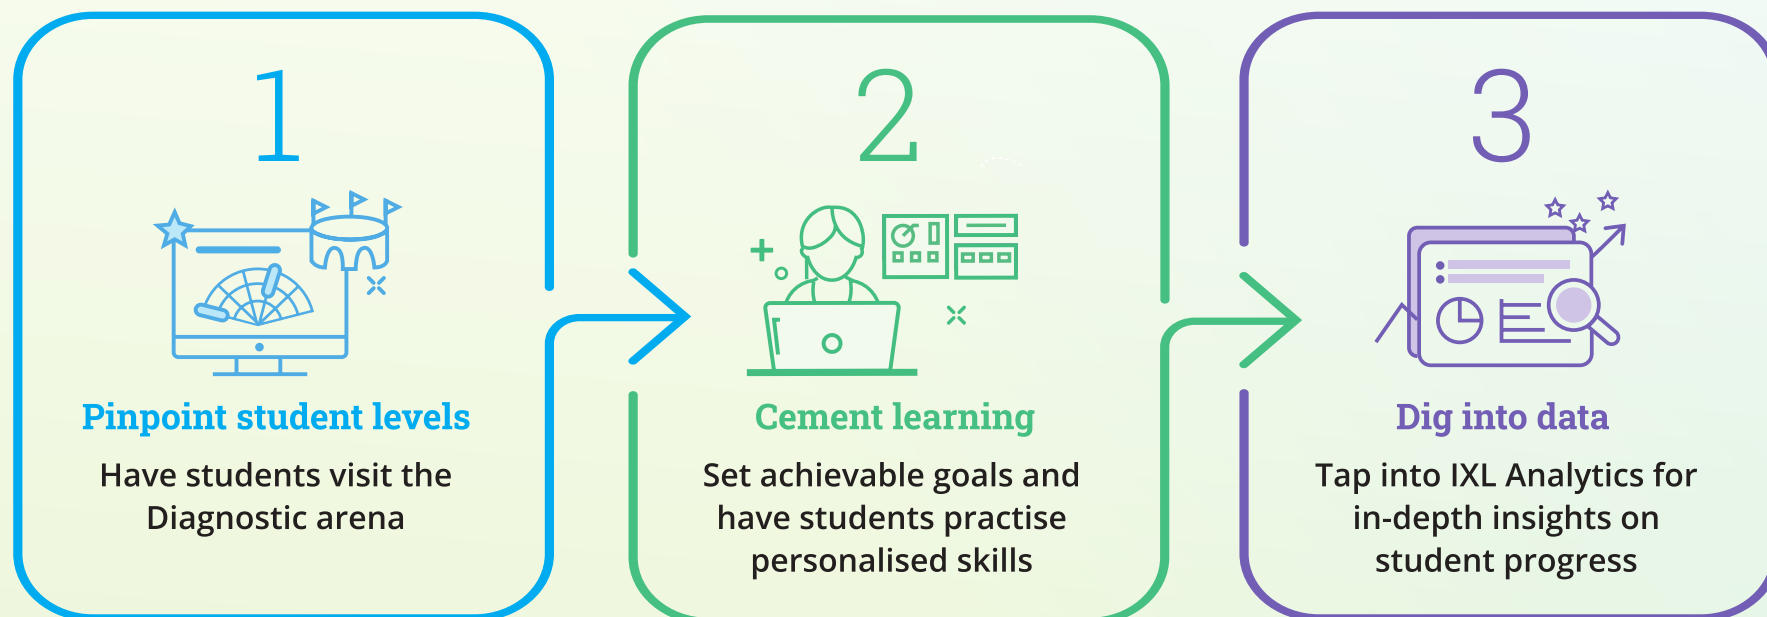 1
Pinpoint student levels
Have students visit the
Diagnostic arena
2
Cement learning
Set achievable goals and
have students practise
personalised skills
3
Dig into data
Tap into IXL Analytics for
in-depth insights on
student progress